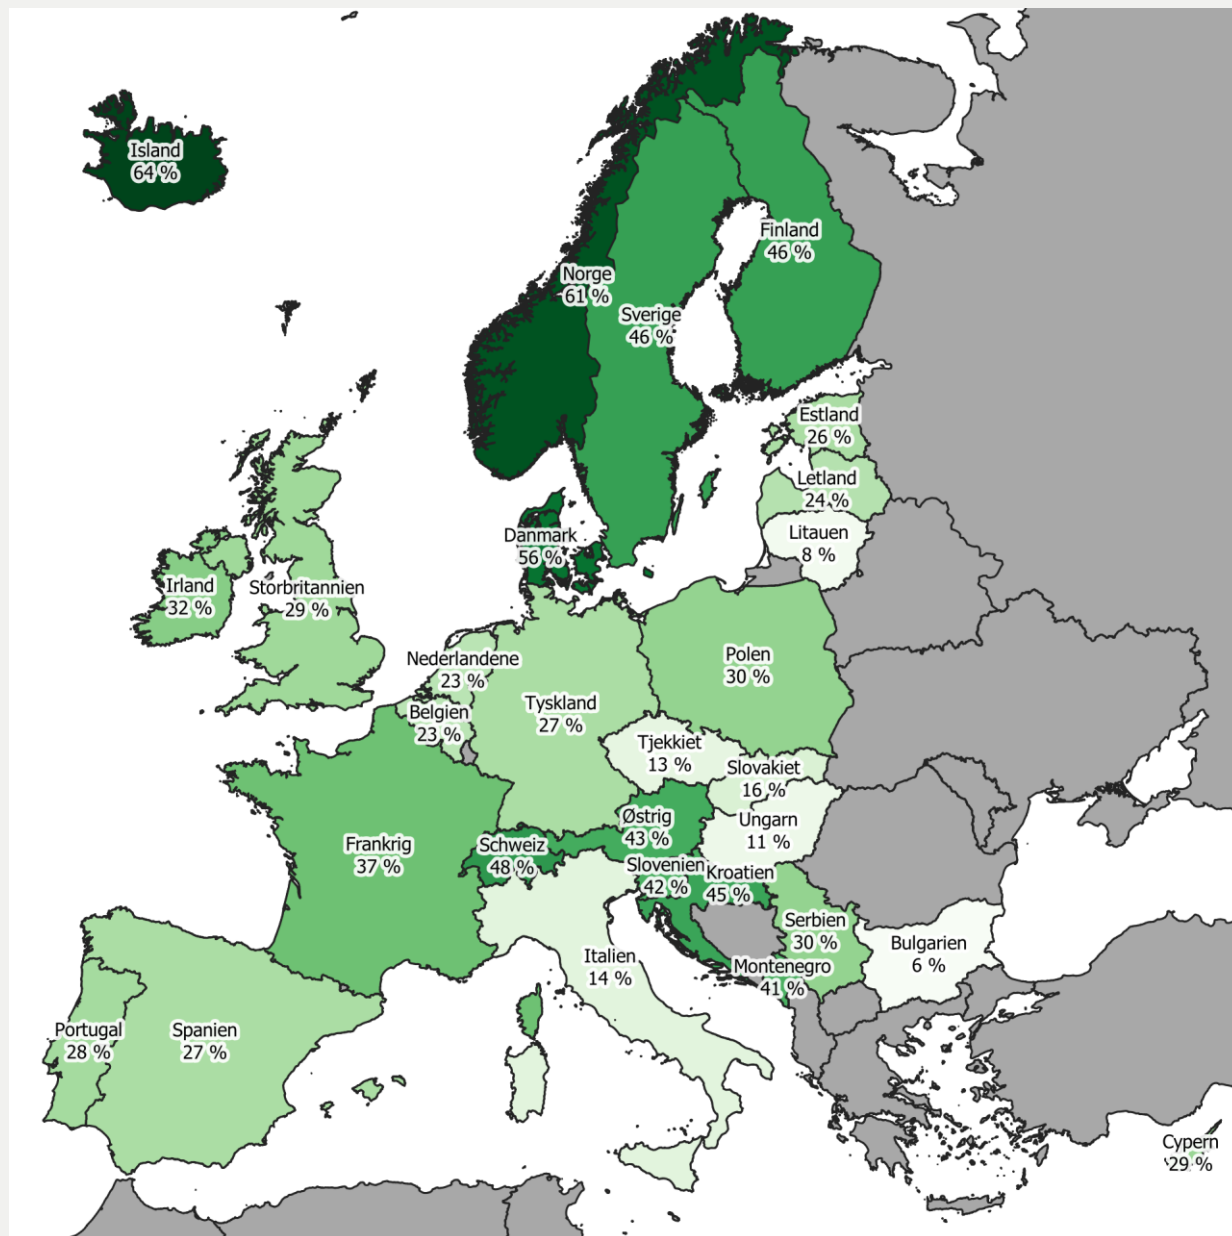 Island
64 %
Finland
46 %
Norge
61 %
Sverige
46 %
Estland
26 %
Letland
24 %
Litauen
8 %
Danmark
56 %
Irland
32 %
Storbritannien
29 %
Nederlandene
23 %
Polen
30 %
Tyskland
27 %
Belgien
23 %
Tjekkiet
13 %
Slovakiet
16 %
Østrig
43 %
Ungarn
11 %
Frankrig
37 %
Schweiz
48 %
Slovenien
42 %
Kroatien
45 %
Serbien
30 %
Bulgarien
6 %
Italien
14 %
Montenegro
41 %
Portugal
28 %
Spanien
27 %
Cypern
29 %